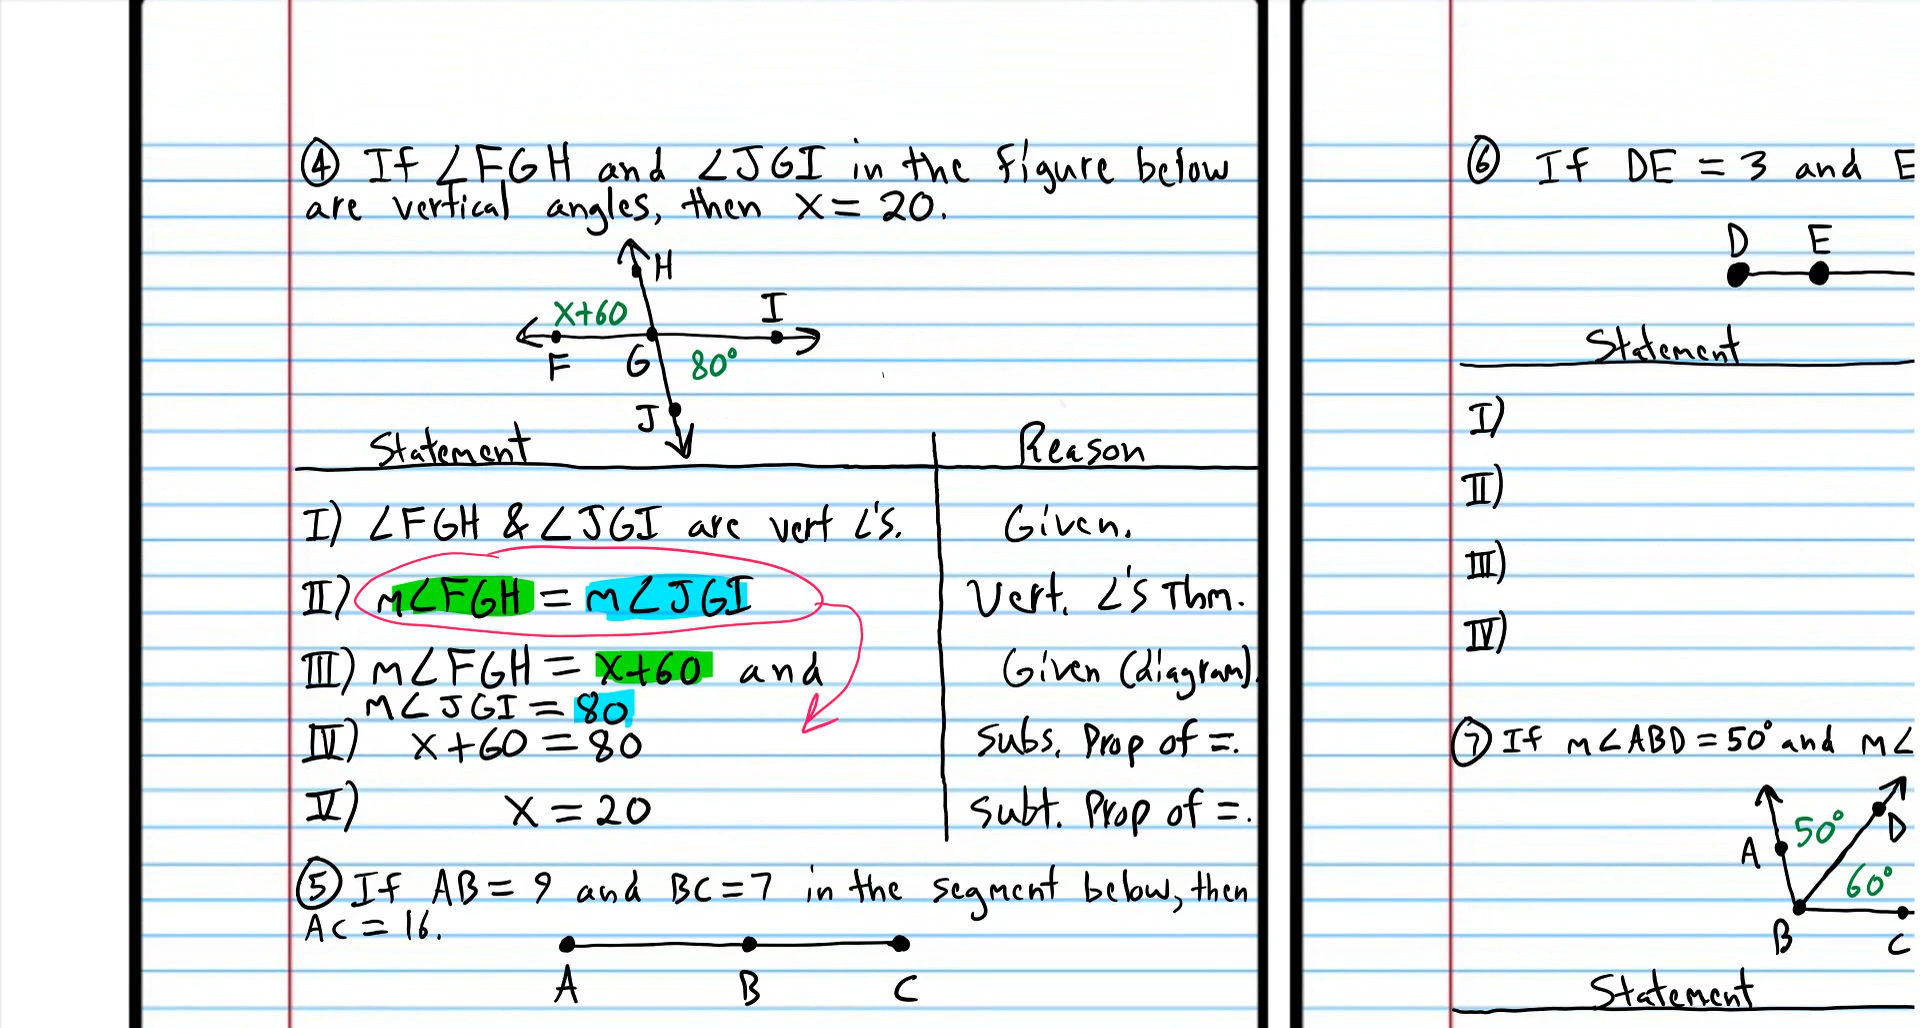 ④ If ∠FGH and ∠JGI in the figure below
are vertical angles, then x = 20.
H
x+60
I
F
G
80°
J
Statement
Reason
I) ∠FGH & ∠JGI are vert ∠'s.
Given.
II) m∠FGH = m∠JGI
Vert. ∠'s Thm.
III) m∠FGH = x+60 and
Given (diagram).
m∠JGI = 80
IV) x+60 = 80
Subs. Prop of =.
V) x = 20
Subt. Prop of =.
⑤ If AB = 9 and BC = 7 in the segment below, then
AC = 16.
A B C
⑥ If DE = 3 and E
D E
Statement
I)
II)
III)
IV)
⑦ If m∠ABD = 50° and m∠
50°
D
A
60°
B
C
Statement